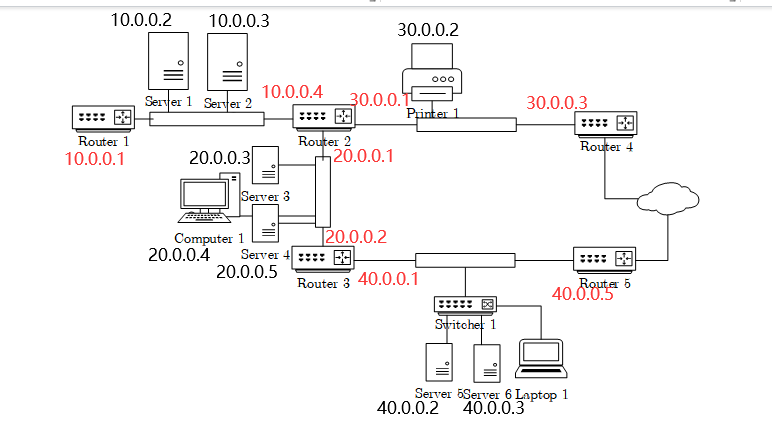 10.0.0.2
10.0.0.3
30.0.0.2
Server 1
Server 2
10.0.0.4
30.0.0.1
30.0.0.3
Printer 1
Router 1
Router 2
Router 4
10.0.0.1
20.0.0.3
20.0.0.1
Server 3
Computer 1
20.0.0.2
20.0.0.4
Server 4
20.0.0.5
Router 3
40.0.0.1
Router 5
40.0.0.5
Switcher 1
Server 5
Server 6
Laptop 1
40.0.0.2
40.0.0.3